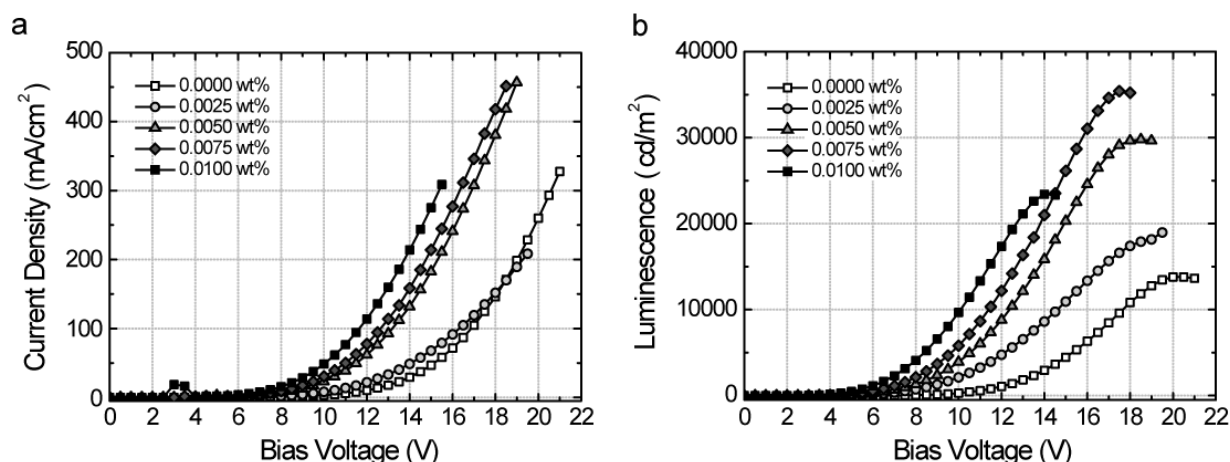 a
500
400
300
200
100
0
Current Density (mA/cm²)
0.0000 wt%
0.0025 wt%
0.0050 wt%
0.0075 wt%
0.0100 wt%
0 2 4 6 8 10 12 14 16 18 20 22
Bias Voltage (V)
b
40000
30000
20000
10000
0
Luminescence ( cd/m²)
0.0000 wt%
0.0025 wt%
0.0050 wt%
0.0075 wt%
0.0100 wt%
0 2 4 6 8 10 12 14 16 18 20 22
Bias Voltage (V)